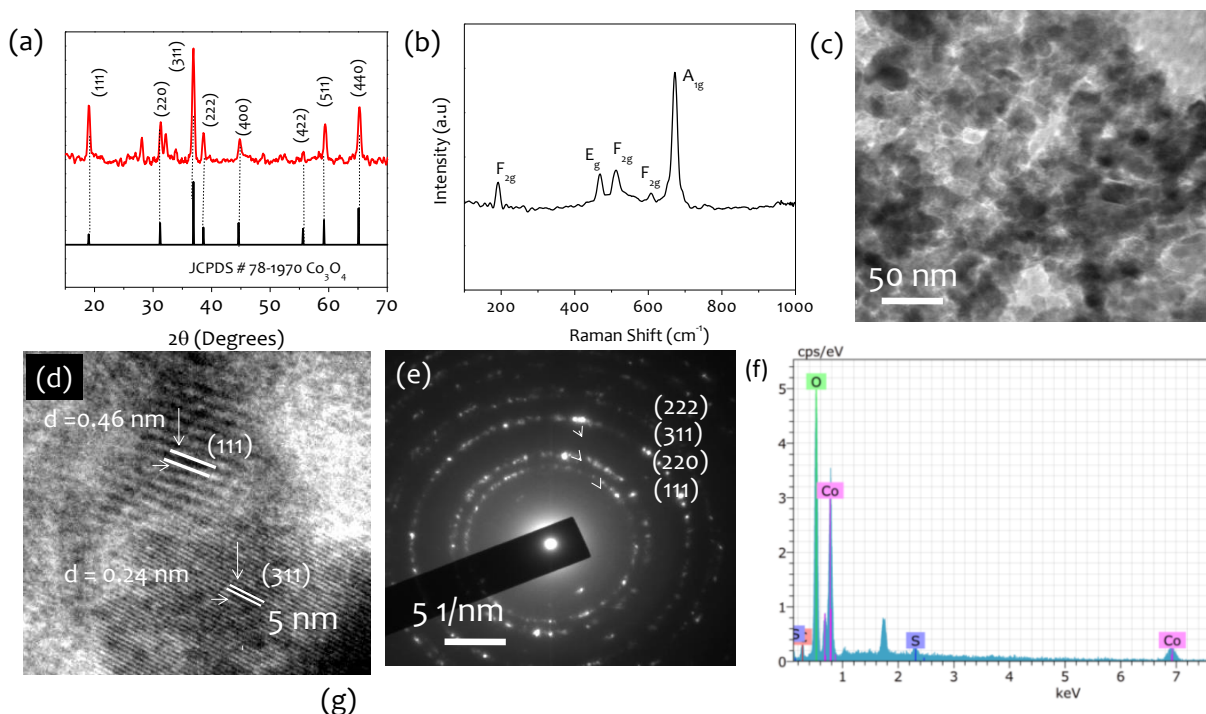 (a)
(111)
(220)
(311)
(222)
(400)
(422)
(511)
(440)
JCPDS # 78-1970 Co3O4
20 30 40 50 60 70
2θ (Degrees)
(b)
Intensity (a.u)
F2g
Eg
F2g
F2g
A1g
200 400 600 800 1000
Raman Shift (cm-1)
(c)
50 nm
(d)
d =0.46 nm
(111)
d = 0.24 nm
(311)
5 nm
(e)
(222)
(311)
(220)
(111)
5 1/nm
(f)
cps/eV
5
4
3
2
1
0
O
Co
S
S
Co
1 2 3 4 5 6 7
keV
(g)